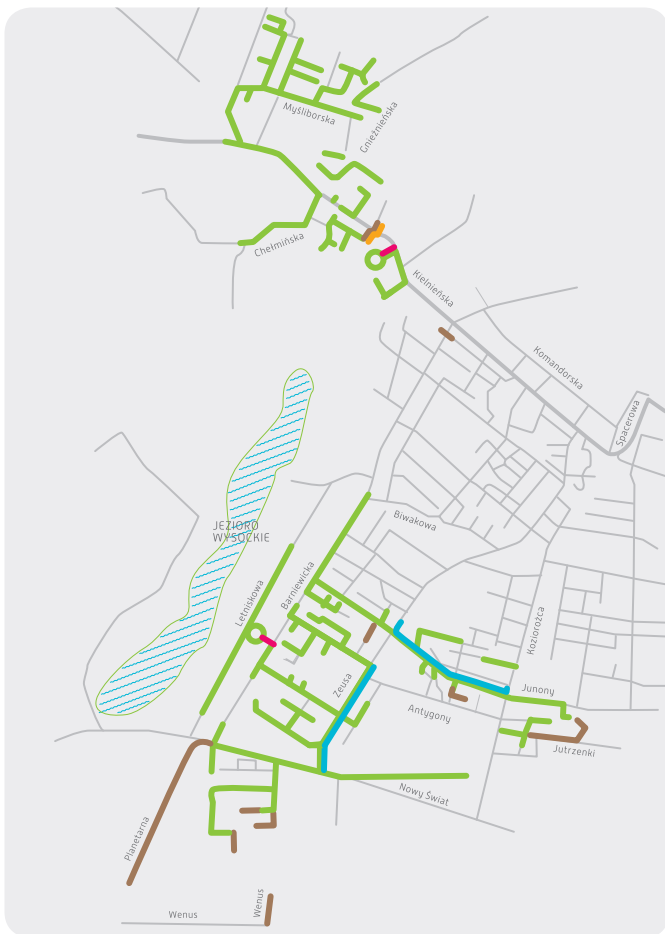 Myśliborska
Gnieźnieńska
Chełmińska
Kielnieńska
Komandorska
Spacerowa
JEZIORO
WYSOCKIE
Biwakowa
Letniskowa
Barniewicka
Koziorożca
Zeusa
Junony
Antygony
Jutrzenki
Nowy Świat
Planetarna
Wenus
Wenus